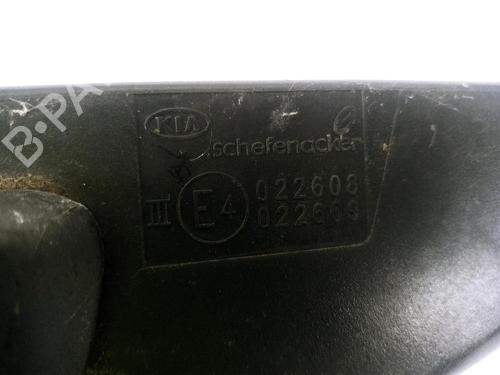 KIA
schefenacker
III E4 022608
022609
B-PA